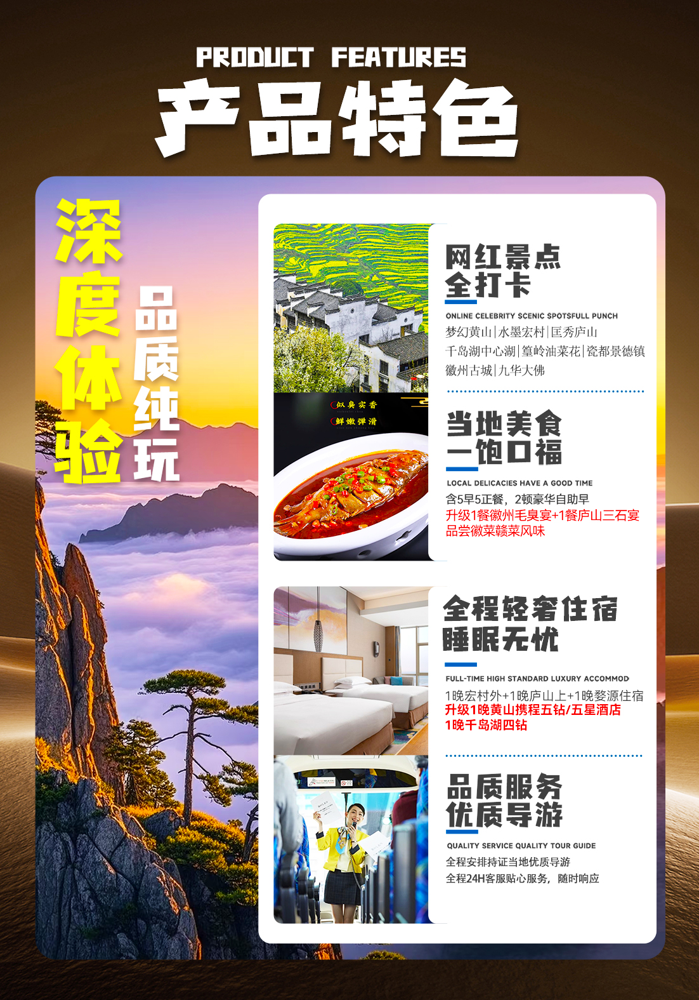 PRODUCT FEATURES
产品特色
深度体验
品质纯玩
网红景点
全打卡
ONLINE CELEBRITY SCENIC SPOTSFULL PUNCH
梦幻黄山|水墨宏村|匡秀庐山
千岛湖中心湖|篁岭油菜花|瓷都景德镇
徽州古城|九华大佛
似臭实香
鲜嫩弹滑
当地美食
一饱口福
LOCAL DELICACIES HAVE A GOOD TIME
含5早5正餐，2顿豪华自助早
升级1餐徽州毛臭宴+1餐庐山三石宴
品尝徽菜赣菜风味
全程轻奢住宿
睡眠无忧
FULL-TIME HIGH STANDARD LUXURY ACCOMMOD
1晚宏村外+1晚庐山上+1晚婺源住宿
升级1晚黄山携程五钻/五星酒店
1晚千岛湖四钻
品质服务
优质导游
QUALITY SERVICE QUALITY TOUR GUIDE
全程安排持证当地优质导游
全程24H客服贴心服务，随时响应